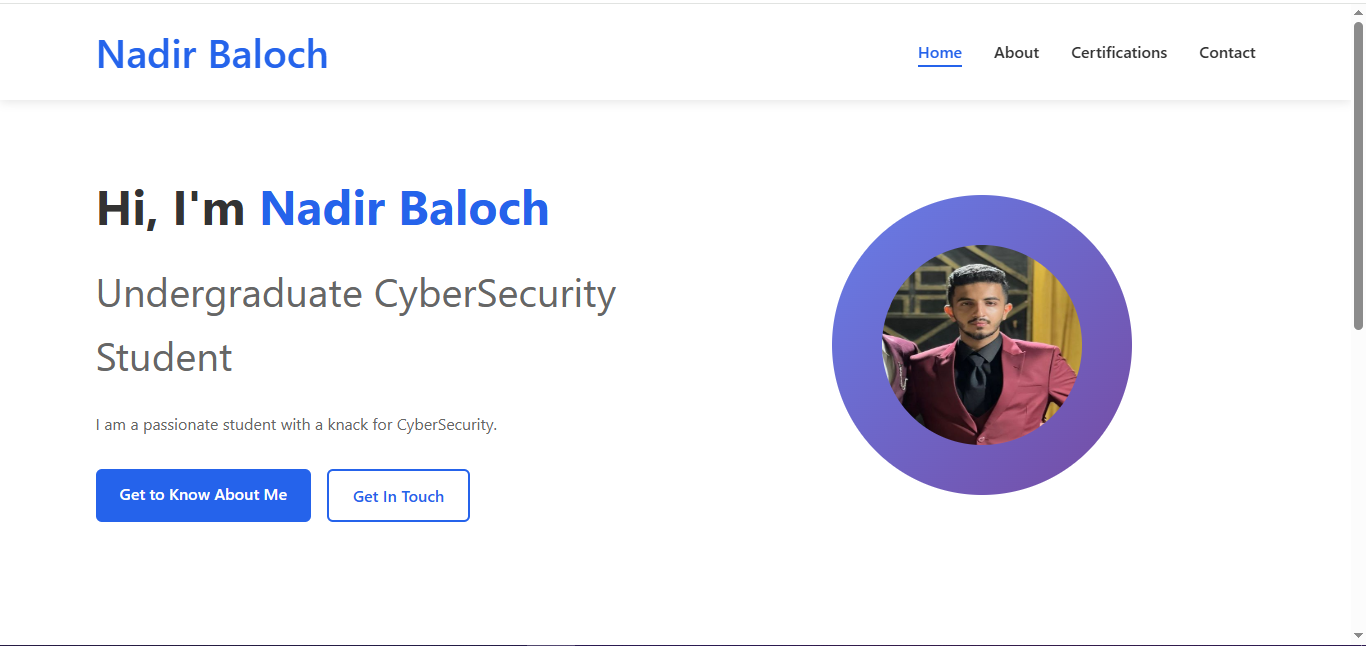 Nadir Baloch
Home About Certifications Contact
Hi, I'm Nadir Baloch
Undergraduate CyberSecurity
Student
I am a passionate student with a knack for CyberSecurity.
Get to Know About Me Get In Touch